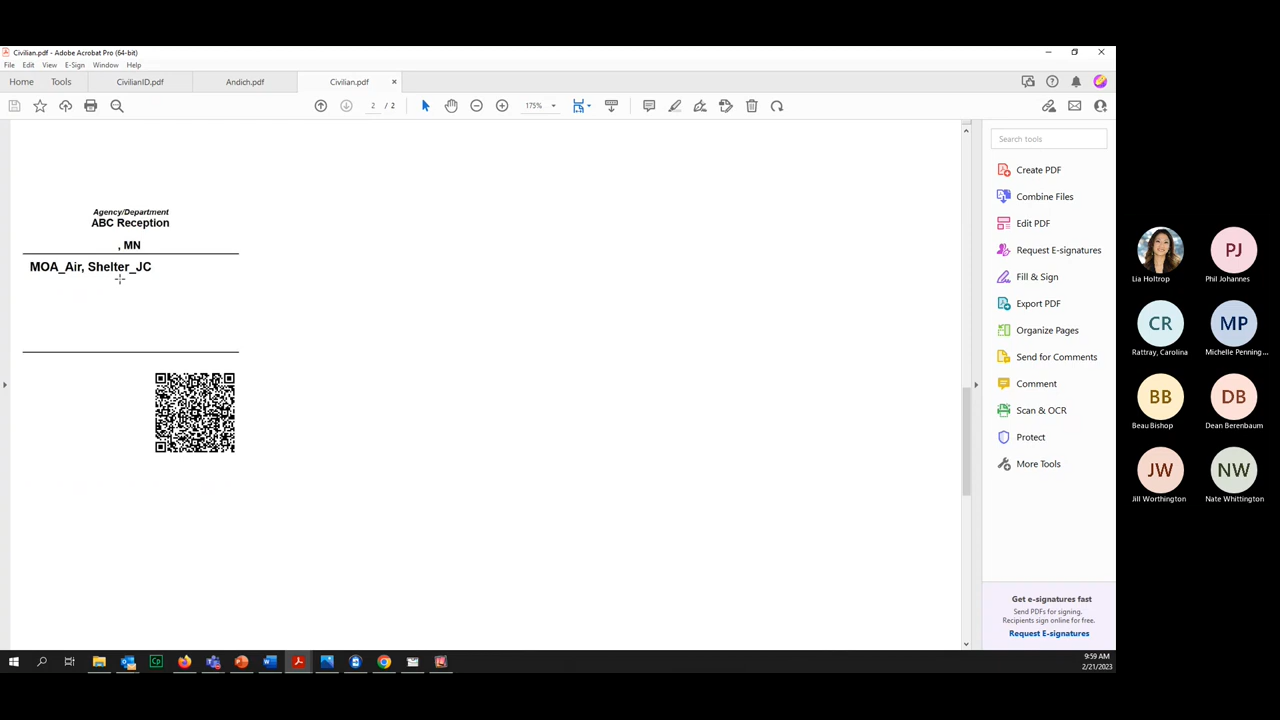 Civilian.pdf - Adobe Acrobat Pro (64-bit)
File Edit View E-Sign Window Help
Home Tools CivilianID.pdf Andich.pdf Civilian.pdf
2 / 2 175%
Search tools
Create PDF
Combine Files
Edit PDF
Request E-signatures
Fill & Sign
Export PDF
Organize Pages
Send for Comments
Comment
Scan & OCR
Protect
More Tools
Agency/Department
ABC Reception
, MN
MOA_Air, Shelter_JC
Get e-signatures fast
Send PDFs for signing.
Recipients sign online for free.
Request E-signatures
9:59 AM
2/21/2023
Lia Holtrop
PJ
Phil Johannes
CR
Rattray, Carolina
MP
Michelle Penning...
BB
Beau Bishop
DB
Dean Berenbaum
JW
Jill Worthington
NW
Nate Whittington